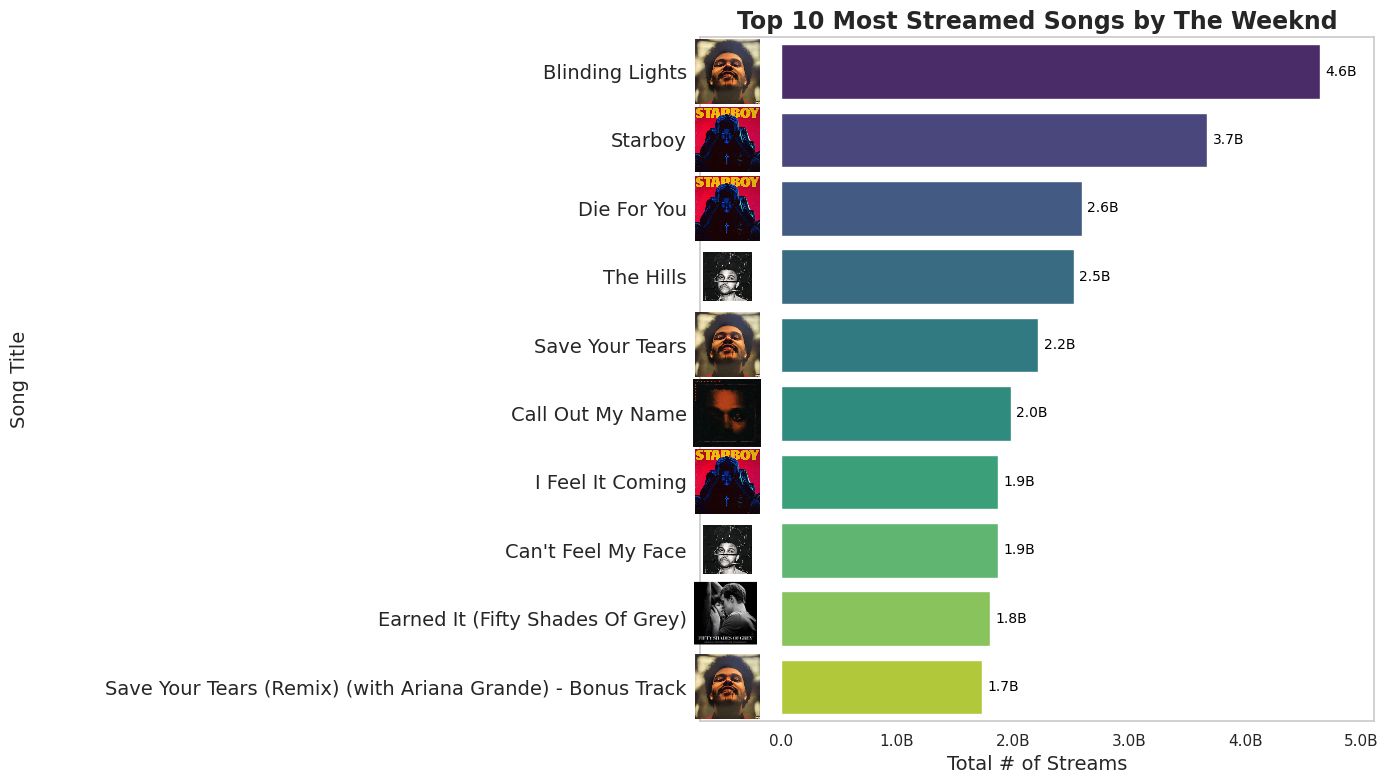 Top 10 Most Streamed Songs by The Weeknd
Song Title
Blinding Lights
4.6B
STARBOY
Starboy
3.7B
STARBOY
Die For You
2.6B
The Hills
2.5B
Save Your Tears
2.2B
Call Out My Name
2.0B
STARBOY
I Feel It Coming
1.9B
Can't Feel My Face
1.9B
Earned It (Fifty Shades Of Grey)
FIFTY SHADES OF GREY
1.8B
Save Your Tears (Remix) (with Ariana Grande) - Bonus Track
1.7B
0.0 1.0B 2.0B 3.0B 4.0B 5.0B
Total # of Streams